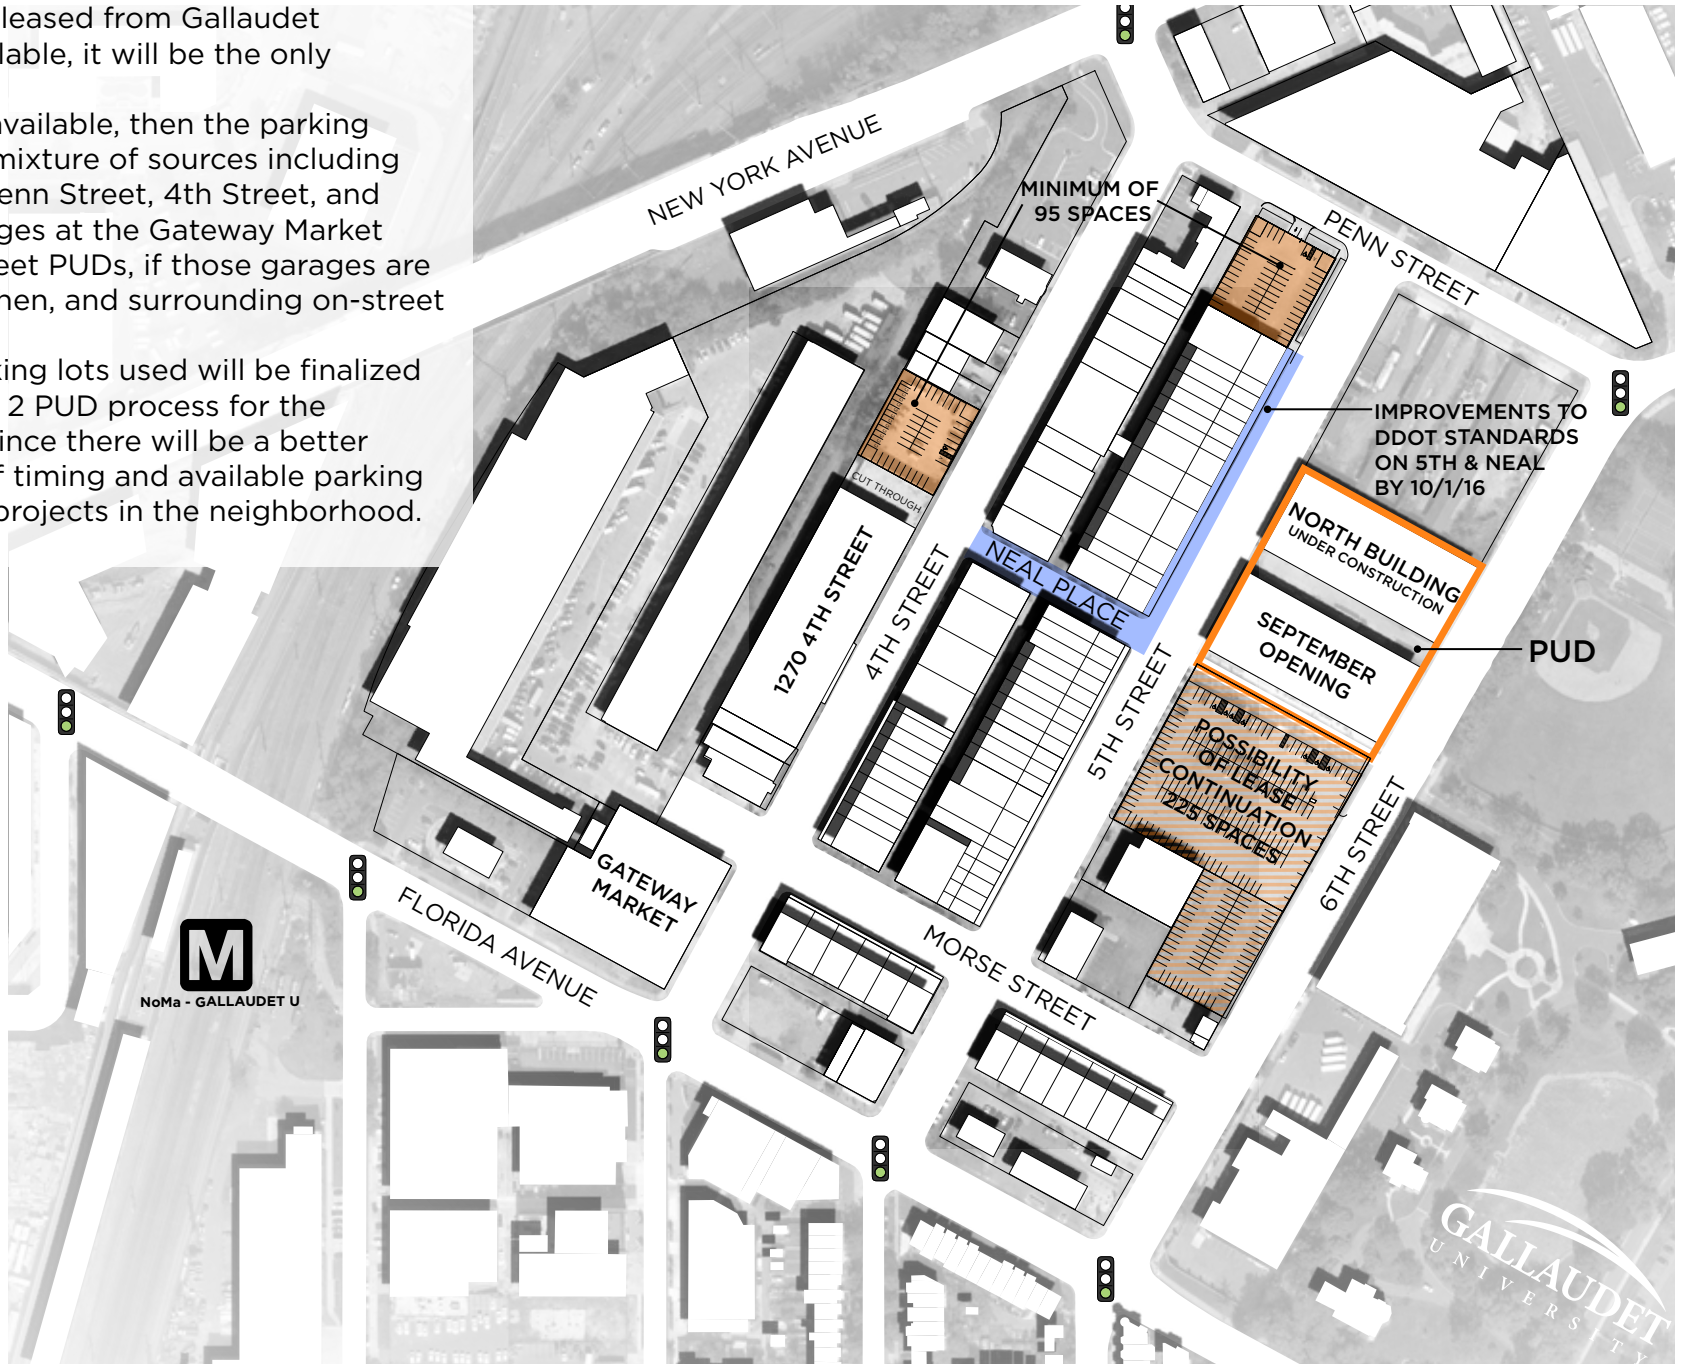 leased from Gallaudet
lable, it will be the only
available, then the parking
mixture of sources including
enn Street, 4th Street, and
ges at the Gateway Market
eet PUDs, if those garages are
hen, and surrounding on-street
king lots used will be finalized
2 PUD process for the
since there will be a better
f timing and available parking
projects in the neighborhood.
NEW YORK AVENUE
MINIMUM OF
95 SPACES
PENN STREET
IMPROVEMENTS TO
DDOT STANDARDS
ON 5TH & NEAL
BY 10/1/16
CUT THROUGH
1270 4TH STREET
4TH STREET
NEAL PLACE
5TH STREET
NORTH BUILDING
UNDER CONSTRUCTION
SEPTEMBER
OPENING
PUD
POSSIBILITY
OF LEASE
CONTINUATION
225 SPACES
6TH STREET
GATEWAY
MARKET
FLORIDA AVENUE
MORSE STREET
M
NoMa - GALLAUDET U
GALLAUDET
UNIVERSITY